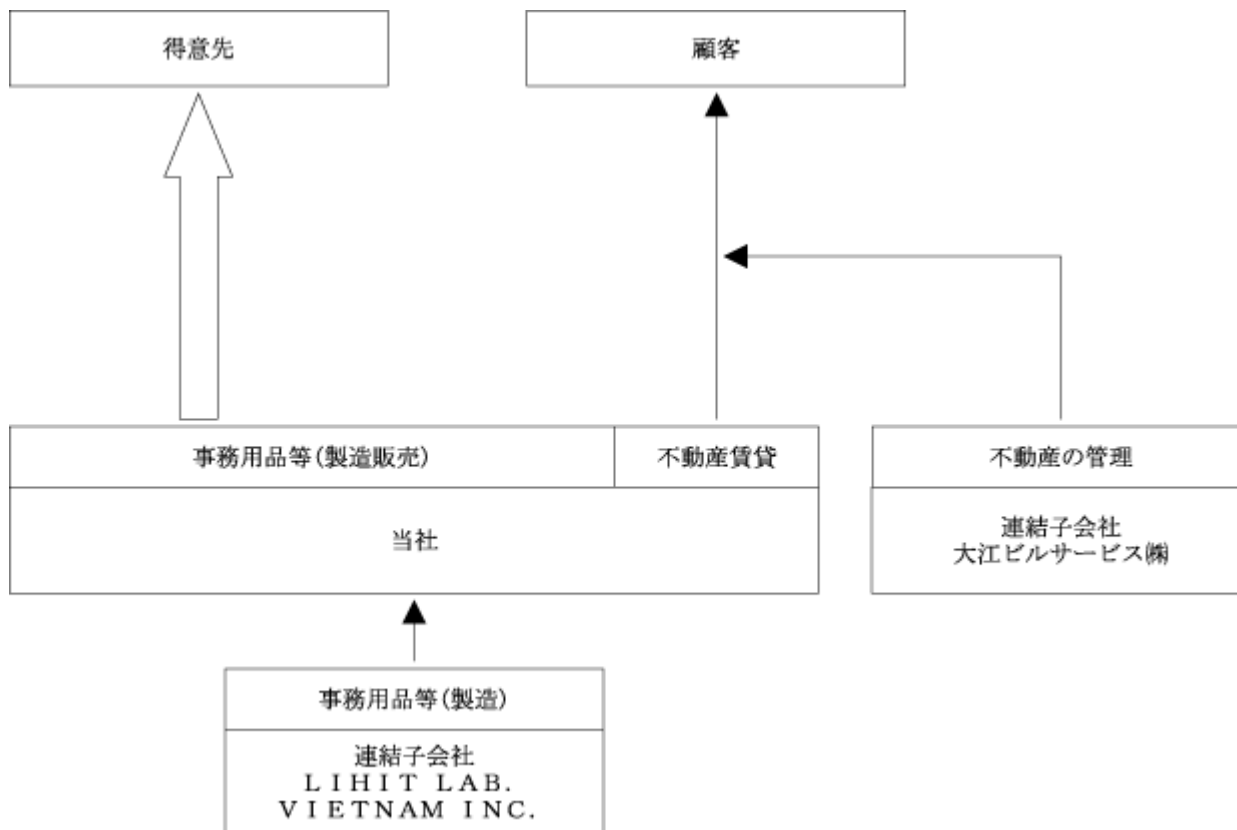 得意先
顧客
事務用品等(製造販売)
不動産賃貸
不動産の管理
当社
連結子会社
大江ビルサービス㈱
事務用品等(製造)
連結子会社
ＬＩＨＩＴ ＬＡＢ．
ＶＩＥＴＮＡＭ ＩＮＣ．